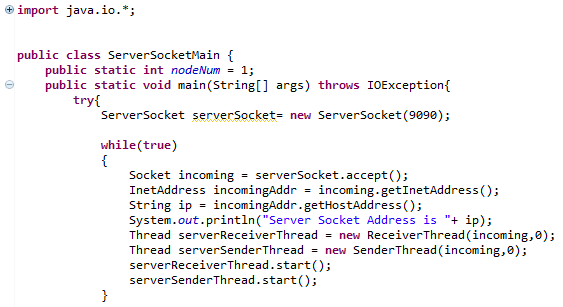 import java.io.*;
public class ServerSocketMain {
public static int nodeNum = 1;
public static void main(String[] args) throws IOException{
try{
ServerSocket serverSocket= new ServerSocket(9090);
while(true)
{
Socket incoming = serverSocket.accept();
InetAddress incomingAddr = incoming.getInetAddress();
String ip = incomingAddr.getHostAddress();
System.out.println("Server Socket Address is "+ ip);
Thread serverReceiverThread = new ReceiverThread(incoming,0);
Thread serverSenderThread = new SenderThread(incoming,0);
serverReceiverThread.start();
serverSenderThread.start();
}